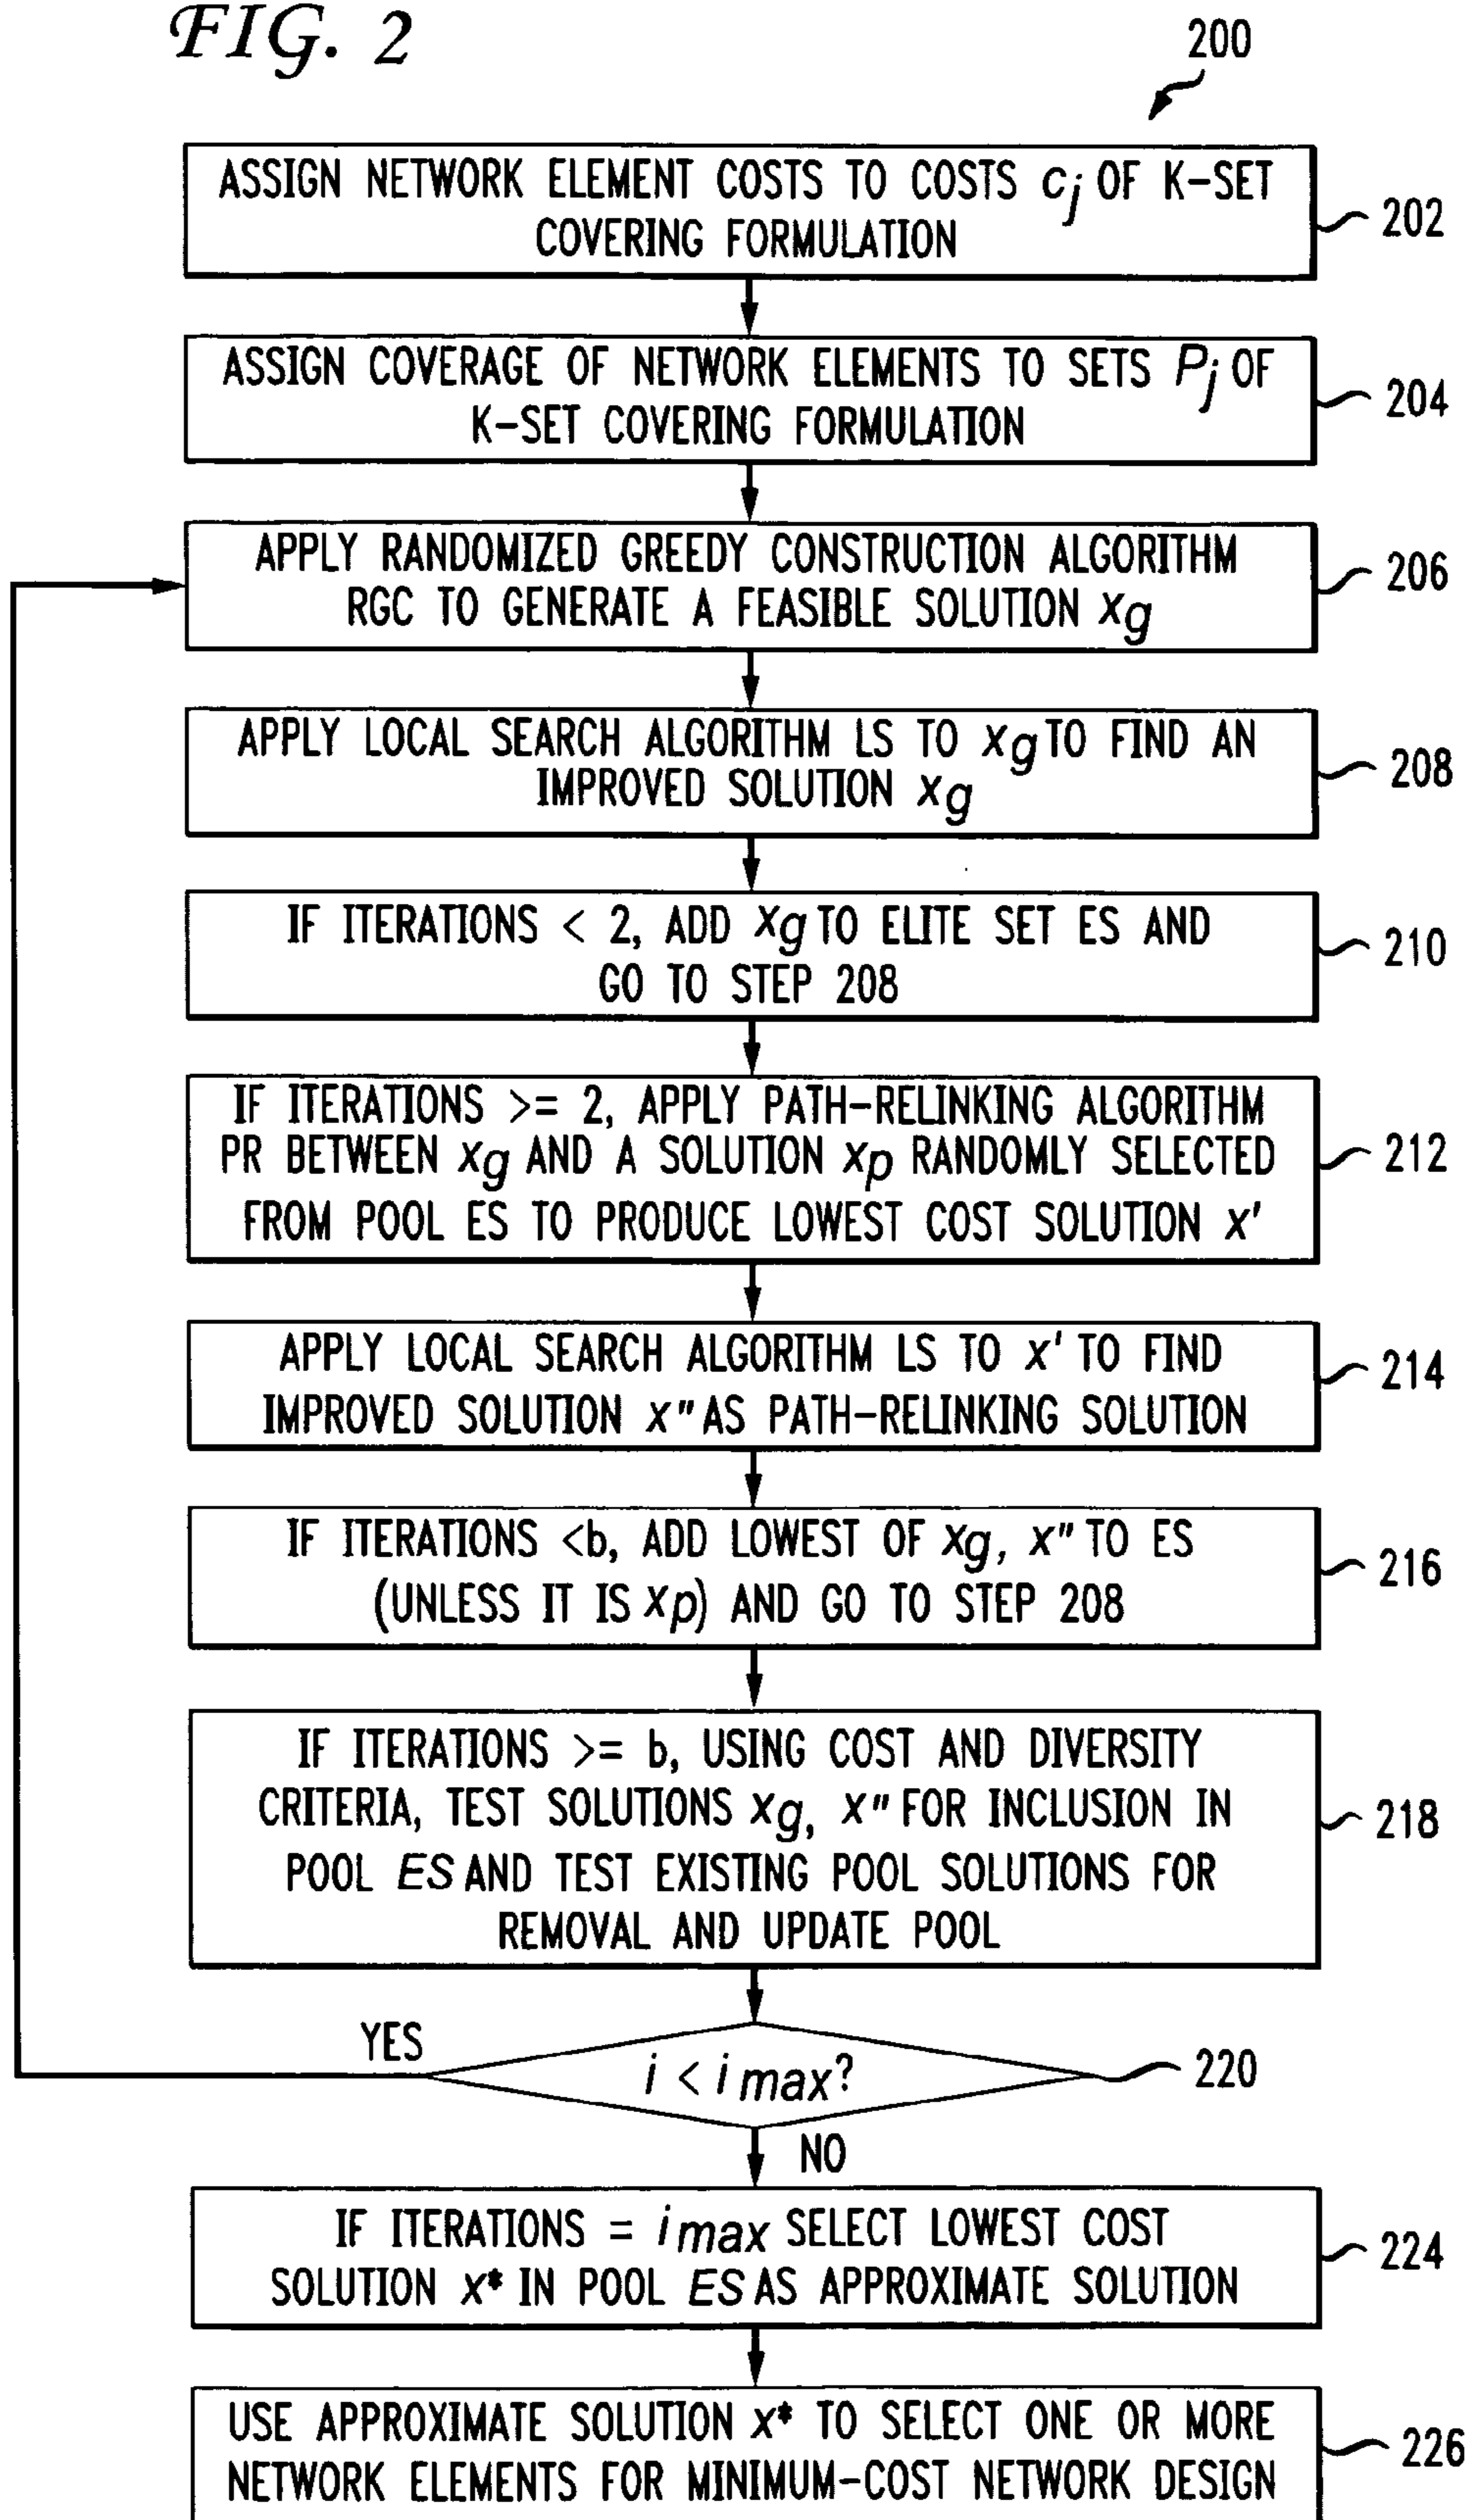 FIG. 2
200
ASSIGN NETWORK ELEMENT COSTS TO COSTS cj OF K-SET
COVERING FORMULATION
202
ASSIGN COVERAGE OF NETWORK ELEMENTS TO SETS Pj OF
K-SET COVERING FORMULATION
204
APPLY RANDOMIZED GREEDY CONSTRUCTION ALGORITHM
RGC TO GENERATE A FEASIBLE SOLUTION xg
206
APPLY LOCAL SEARCH ALGORITHM LS TO xg TO FIND AN
IMPROVED SOLUTION xg
208
IF ITERATIONS < 2, ADD xg TO ELITE SET ES AND
GO TO STEP 208
210
IF ITERATIONS >= 2, APPLY PATH-RELINKING ALGORITHM
PR BETWEEN xg AND A SOLUTION xp RANDOMLY SELECTED
FROM POOL ES TO PRODUCE LOWEST COST SOLUTION x'
212
APPLY LOCAL SEARCH ALGORITHM LS TO x' TO FIND
IMPROVED SOLUTION x" AS PATH-RELINKING SOLUTION
214
IF ITERATIONS <b, ADD LOWEST OF xg, x" TO ES
(UNLESS IT IS xp) AND GO TO STEP 208
216
IF ITERATIONS >= b, USING COST AND DIVERSITY
CRITERIA, TEST SOLUTIONS xg, x" FOR INCLUSION IN
POOL ES AND TEST EXISTING POOL SOLUTIONS FOR
REMOVAL AND UPDATE POOL
218
YES
i < i max?
220
NO
IF ITERATIONS = i max SELECT LOWEST COST
SOLUTION x* IN POOL ES AS APPROXIMATE SOLUTION
224
USE APPROXIMATE SOLUTION x* TO SELECT ONE OR MORE
NETWORK ELEMENTS FOR MINIMUM-COST NETWORK DESIGN
226